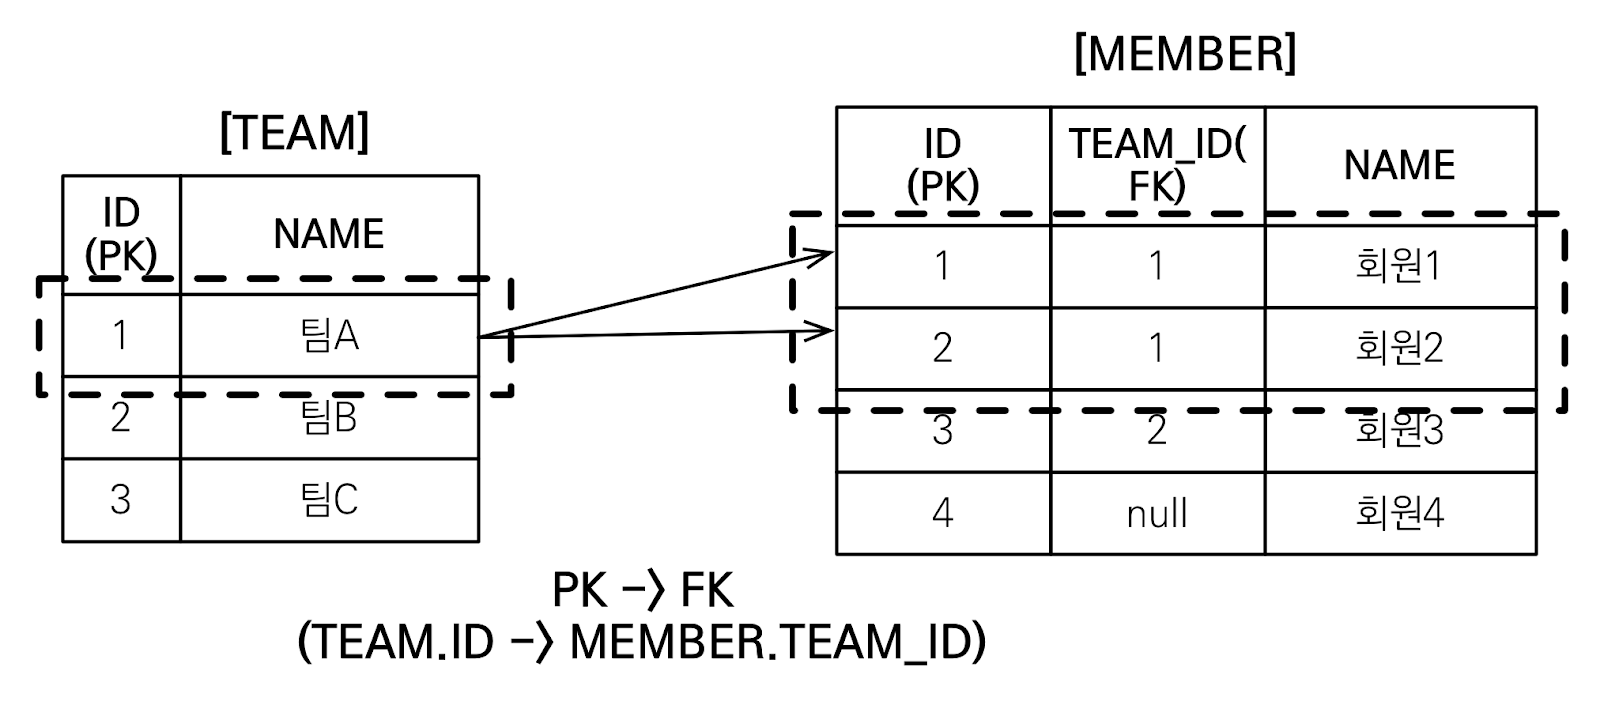 [TEAM]
ID
(PK)
NAME
1
팀A
2
팀B
3
팀C
[MEMBER]
ID
(PK)
TEAM_ID(
FK)
NAME
1
1
회원1
2
1
회원2
3
2
회원3
4
null
회원4
PK -> FK
(TEAM.ID -> MEMBER.TEAM_ID)